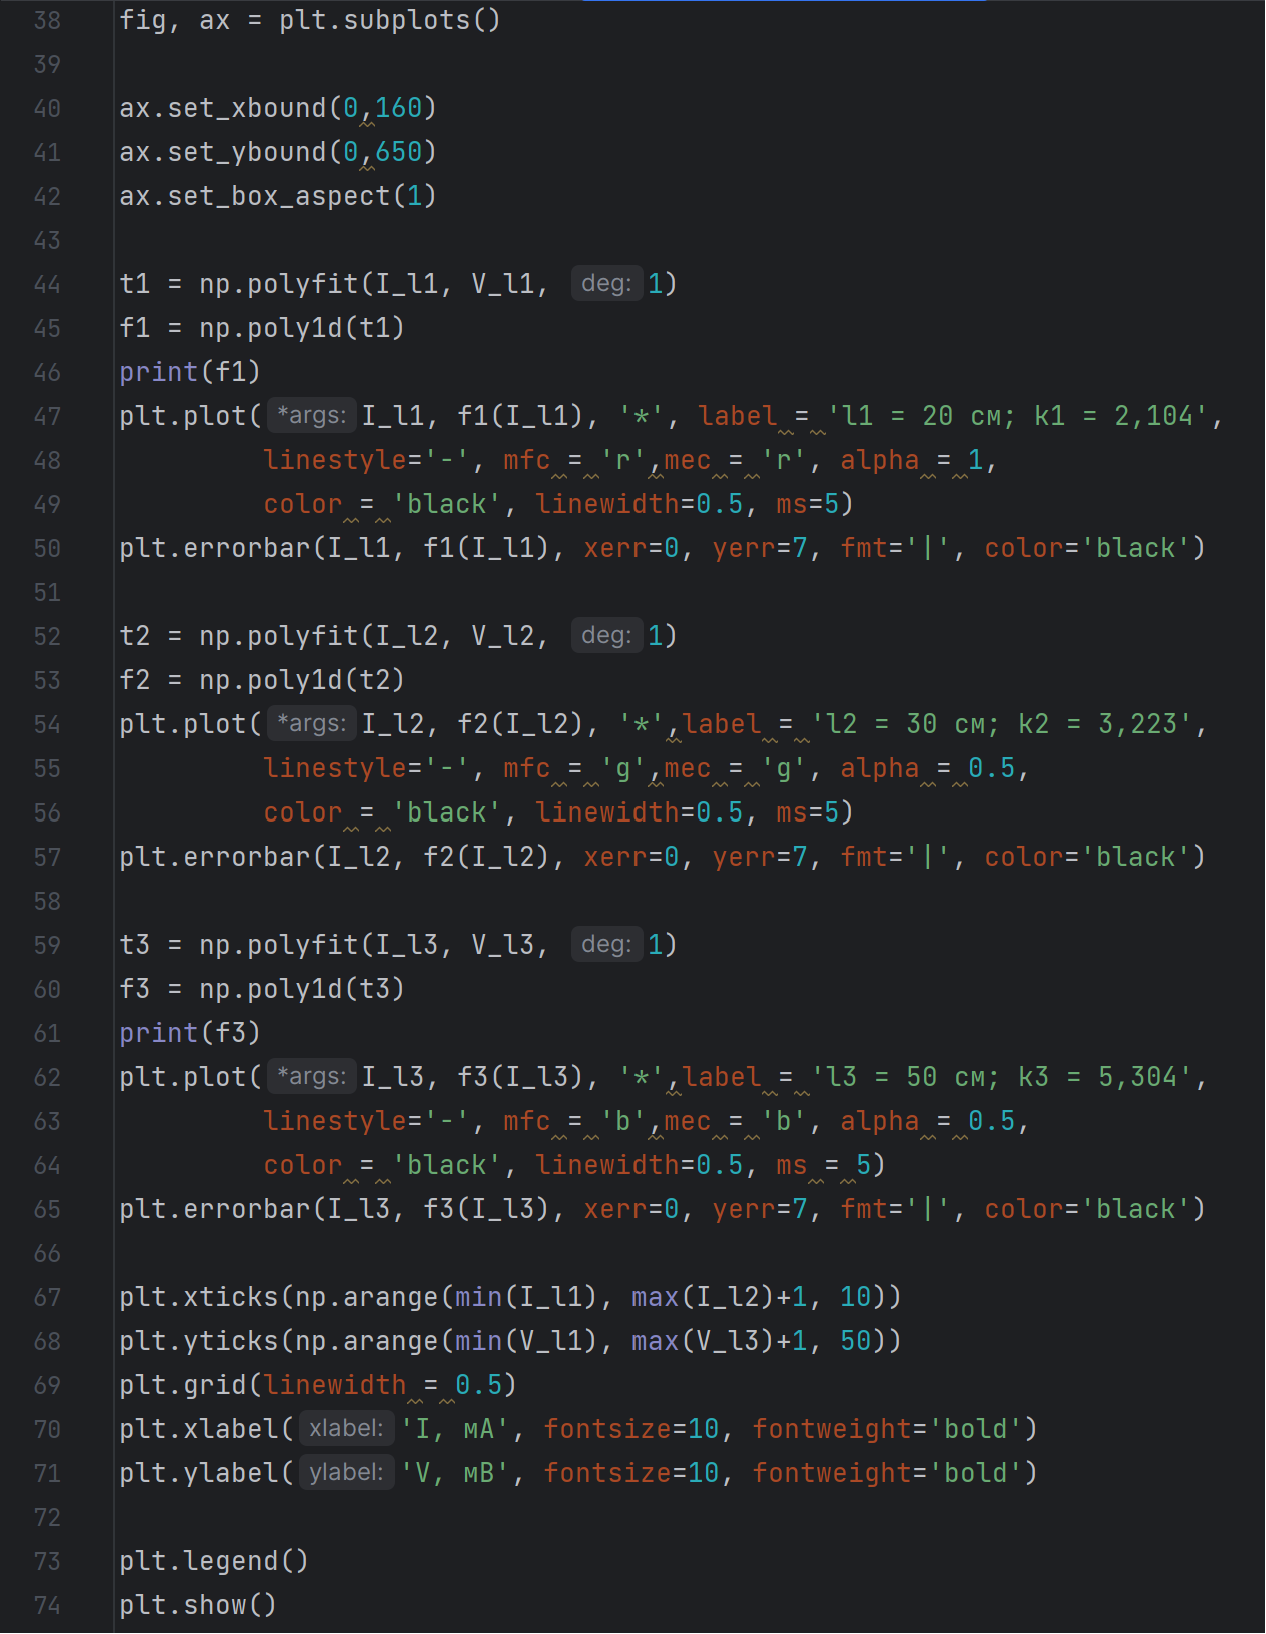 38 fig, ax = plt.subplots()
39
40 ax.set_xbound(0,160)
41 ax.set_ybound(0,650)
42 ax.set_box_aspect(1)
43
44 t1 = np.polyfit(I_l1, V_l1, deg: 1)
45 f1 = np.poly1d(t1)
46 print(f1)
47 plt.plot( *args: I_l1, f1(I_l1), '*', label = 'l1 = 20 см; k1 = 2,104',
48 linestyle='-', mfc = 'r',mec = 'r', alpha = 1,
49 color = 'black', linewidth=0.5, ms=5)
50 plt.errorbar(I_l1, f1(I_l1), xerr=0, yerr=7, fmt='|', color='black')
51
52 t2 = np.polyfit(I_l2, V_l2, deg: 1)
53 f2 = np.poly1d(t2)
54 plt.plot( *args: I_l2, f2(I_l2), '*',label = 'l2 = 30 см; k2 = 3,223',
55 linestyle='-', mfc = 'g',mec = 'g', alpha = 0.5,
56 color = 'black', linewidth=0.5, ms=5)
57 plt.errorbar(I_l2, f2(I_l2), xerr=0, yerr=7, fmt='|', color='black')
58
59 t3 = np.polyfit(I_l3, V_l3, deg: 1)
60 f3 = np.poly1d(t3)
61 print(f3)
62 plt.plot( *args: I_l3, f3(I_l3), '*',label = 'l3 = 50 см; k3 = 5,304',
63 linestyle='-', mfc = 'b',mec = 'b', alpha = 0.5,
64 color = 'black', linewidth=0.5, ms = 5)
65 plt.errorbar(I_l3, f3(I_l3), xerr=0, yerr=7, fmt='|', color='black')
66
67 plt.xticks(np.arange(min(I_l1), max(I_l2)+1, 10))
68 plt.yticks(np.arange(min(V_l1), max(V_l3)+1, 50))
69 plt.grid(linewidth = 0.5)
70 plt.xlabel( xlabel: 'I, мА', fontsize=10, fontweight='bold')
71 plt.ylabel( ylabel: 'V, мВ', fontsize=10, fontweight='bold')
72
73 plt.legend()
74 plt.show()